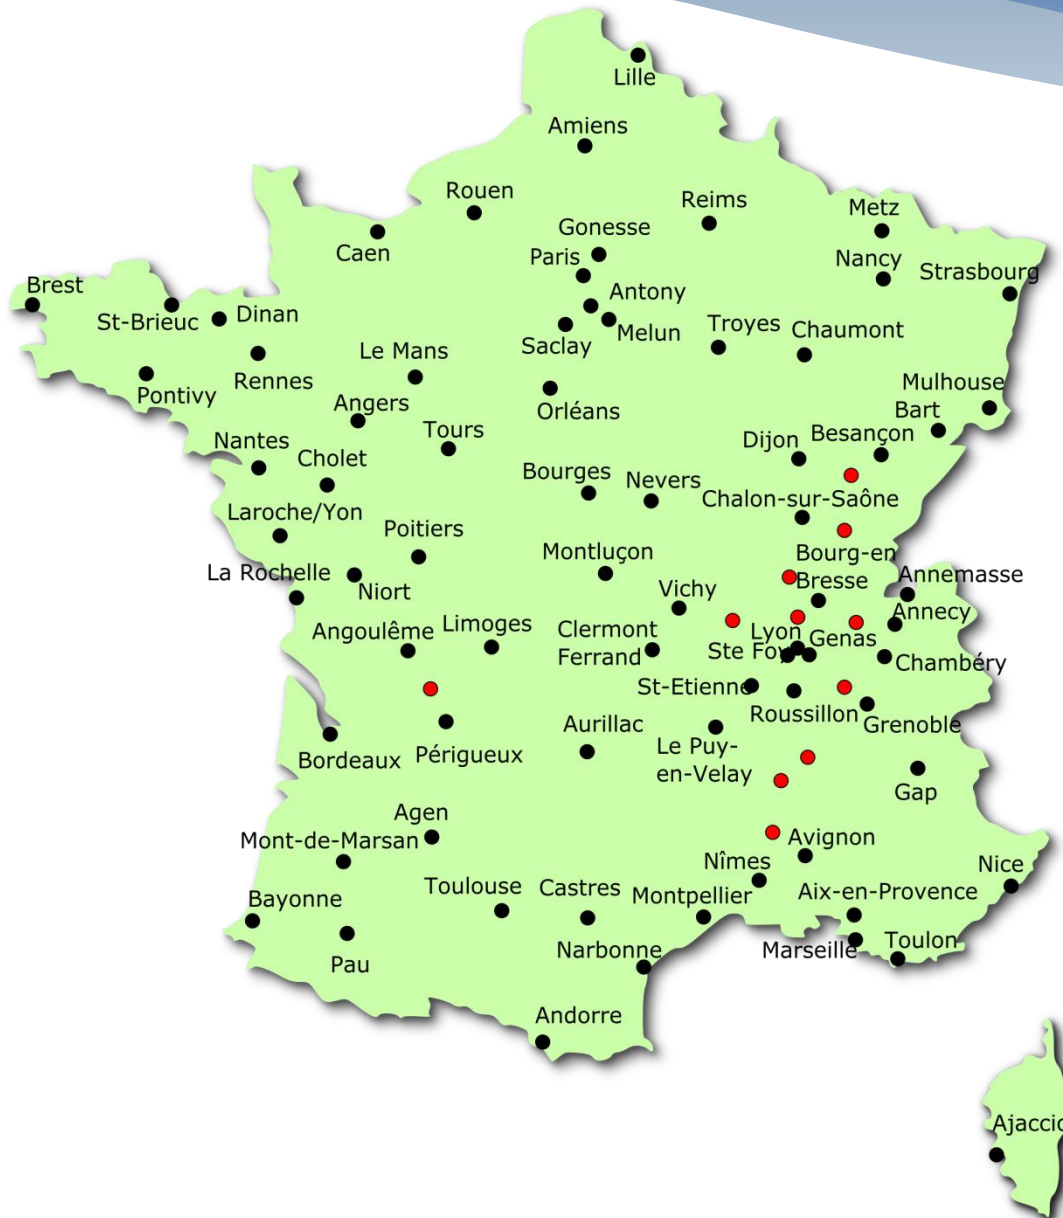 Lille
Amiens
Rouen
Reims
Metz
Gonesse
Caen
Paris
Nancy
Strasbourg
Brest
Antony
St-Brieuc
Dinan
Melun
Troyes
Chaumont
Saclay
Le Mans
Rennes
Pontivy
Mulhouse
Angers
Orléans
Bart
Tours
Nantes
Dijon
Besançon
Cholet
Bourges
Nevers
Chalon-sur-Saône
Laroche/Yon
Poitiers
Montluçon
Bourg-en
Bresse
La Rochelle
Annemasse
Niort
Vichy
Annecy
Angoulême
Limoges
Clermont
Ferrand
Lyon
Genas
Ste Foy
Chambéry
St-Etienne
Roussillon
Grenoble
Aurillac
Le Puy-
en-Velay
Bordeaux
Périgueux
Gap
Agen
Mont-de-Marsan
Avignon
Nîmes
Nice
Toulouse
Castres
Montpellier
Aix-en-Provence
Bayonne
Narbonne
Marseille
Toulon
Pau
Andorre
Ajaccio